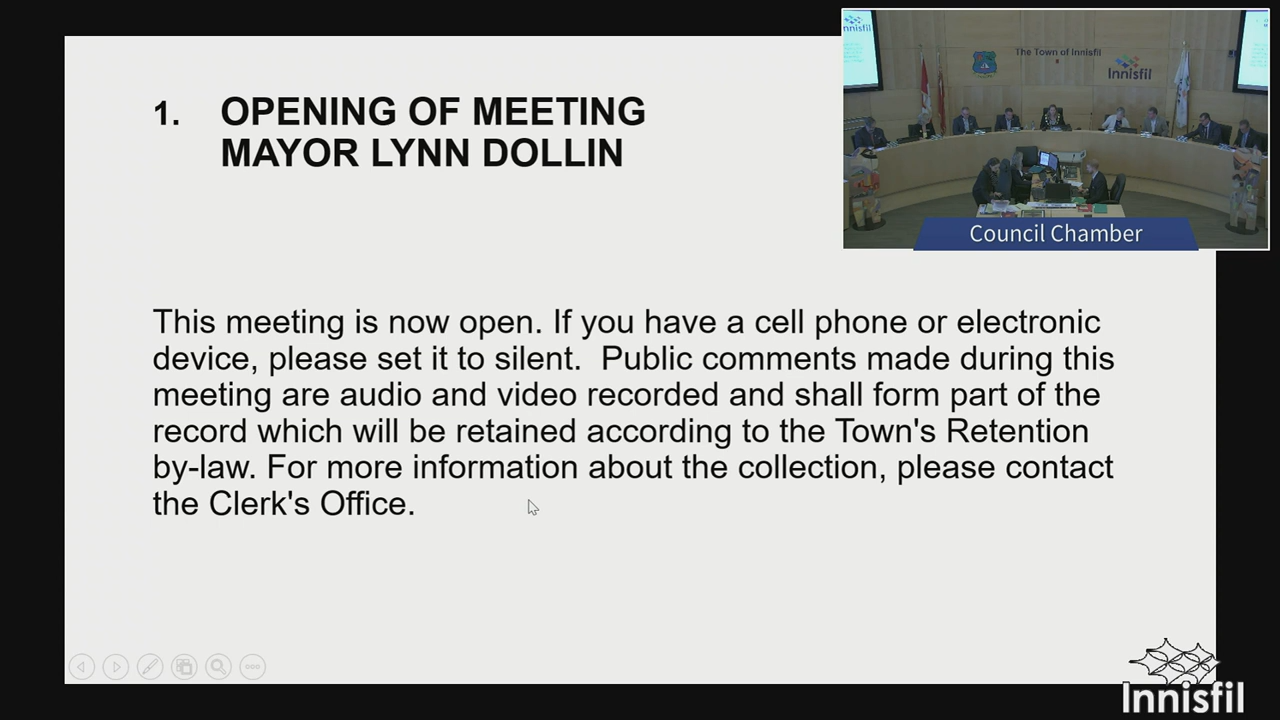 1. OPENING OF MEETING
MAYOR LYNN DOLLIN
This meeting is now open. If you have a cell phone or electronic
device, please set it to silent.  Public comments made during this
meeting are audio and video recorded and shall form part of the
record which will be retained according to the Town's Retention
by-law. For more information about the collection, please contact
the Clerk's Office.
innisfil
The Town of Innisfil
Innisfil
Council Chamber
Innisfil